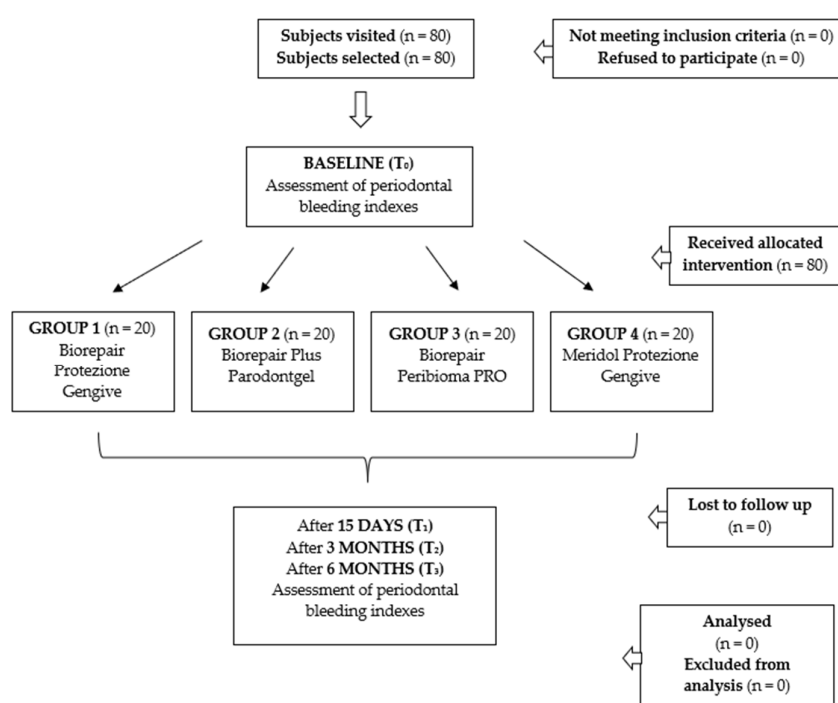 Subjects visited (n = 80)
Subjects selected (n = 80)
Not meeting inclusion criteria (n = 0)
Refused to participate (n = 0)
BASELINE (T₀)
Assessment of periodontal
bleeding indexes
Received allocated
intervention (n = 80)
GROUP 1 (n = 20)
Biorepair
Protezione
Gengive
GROUP 2 (n = 20)
Biorepair Plus
Parodontgel
GROUP 3 (n = 20)
Biorepair
Peribioma PRO
GROUP 4 (n = 20)
Meridol Protezione
Gengive
After 15 DAYS (T₁)
After 3 MONTHS (T₂)
After 6 MONTHS (T₃)
Assessment of periodontal
bleeding indexes
Lost to follow up
(n = 0)
Analysed
(n = 0)
Excluded from
analysis (n = 0)